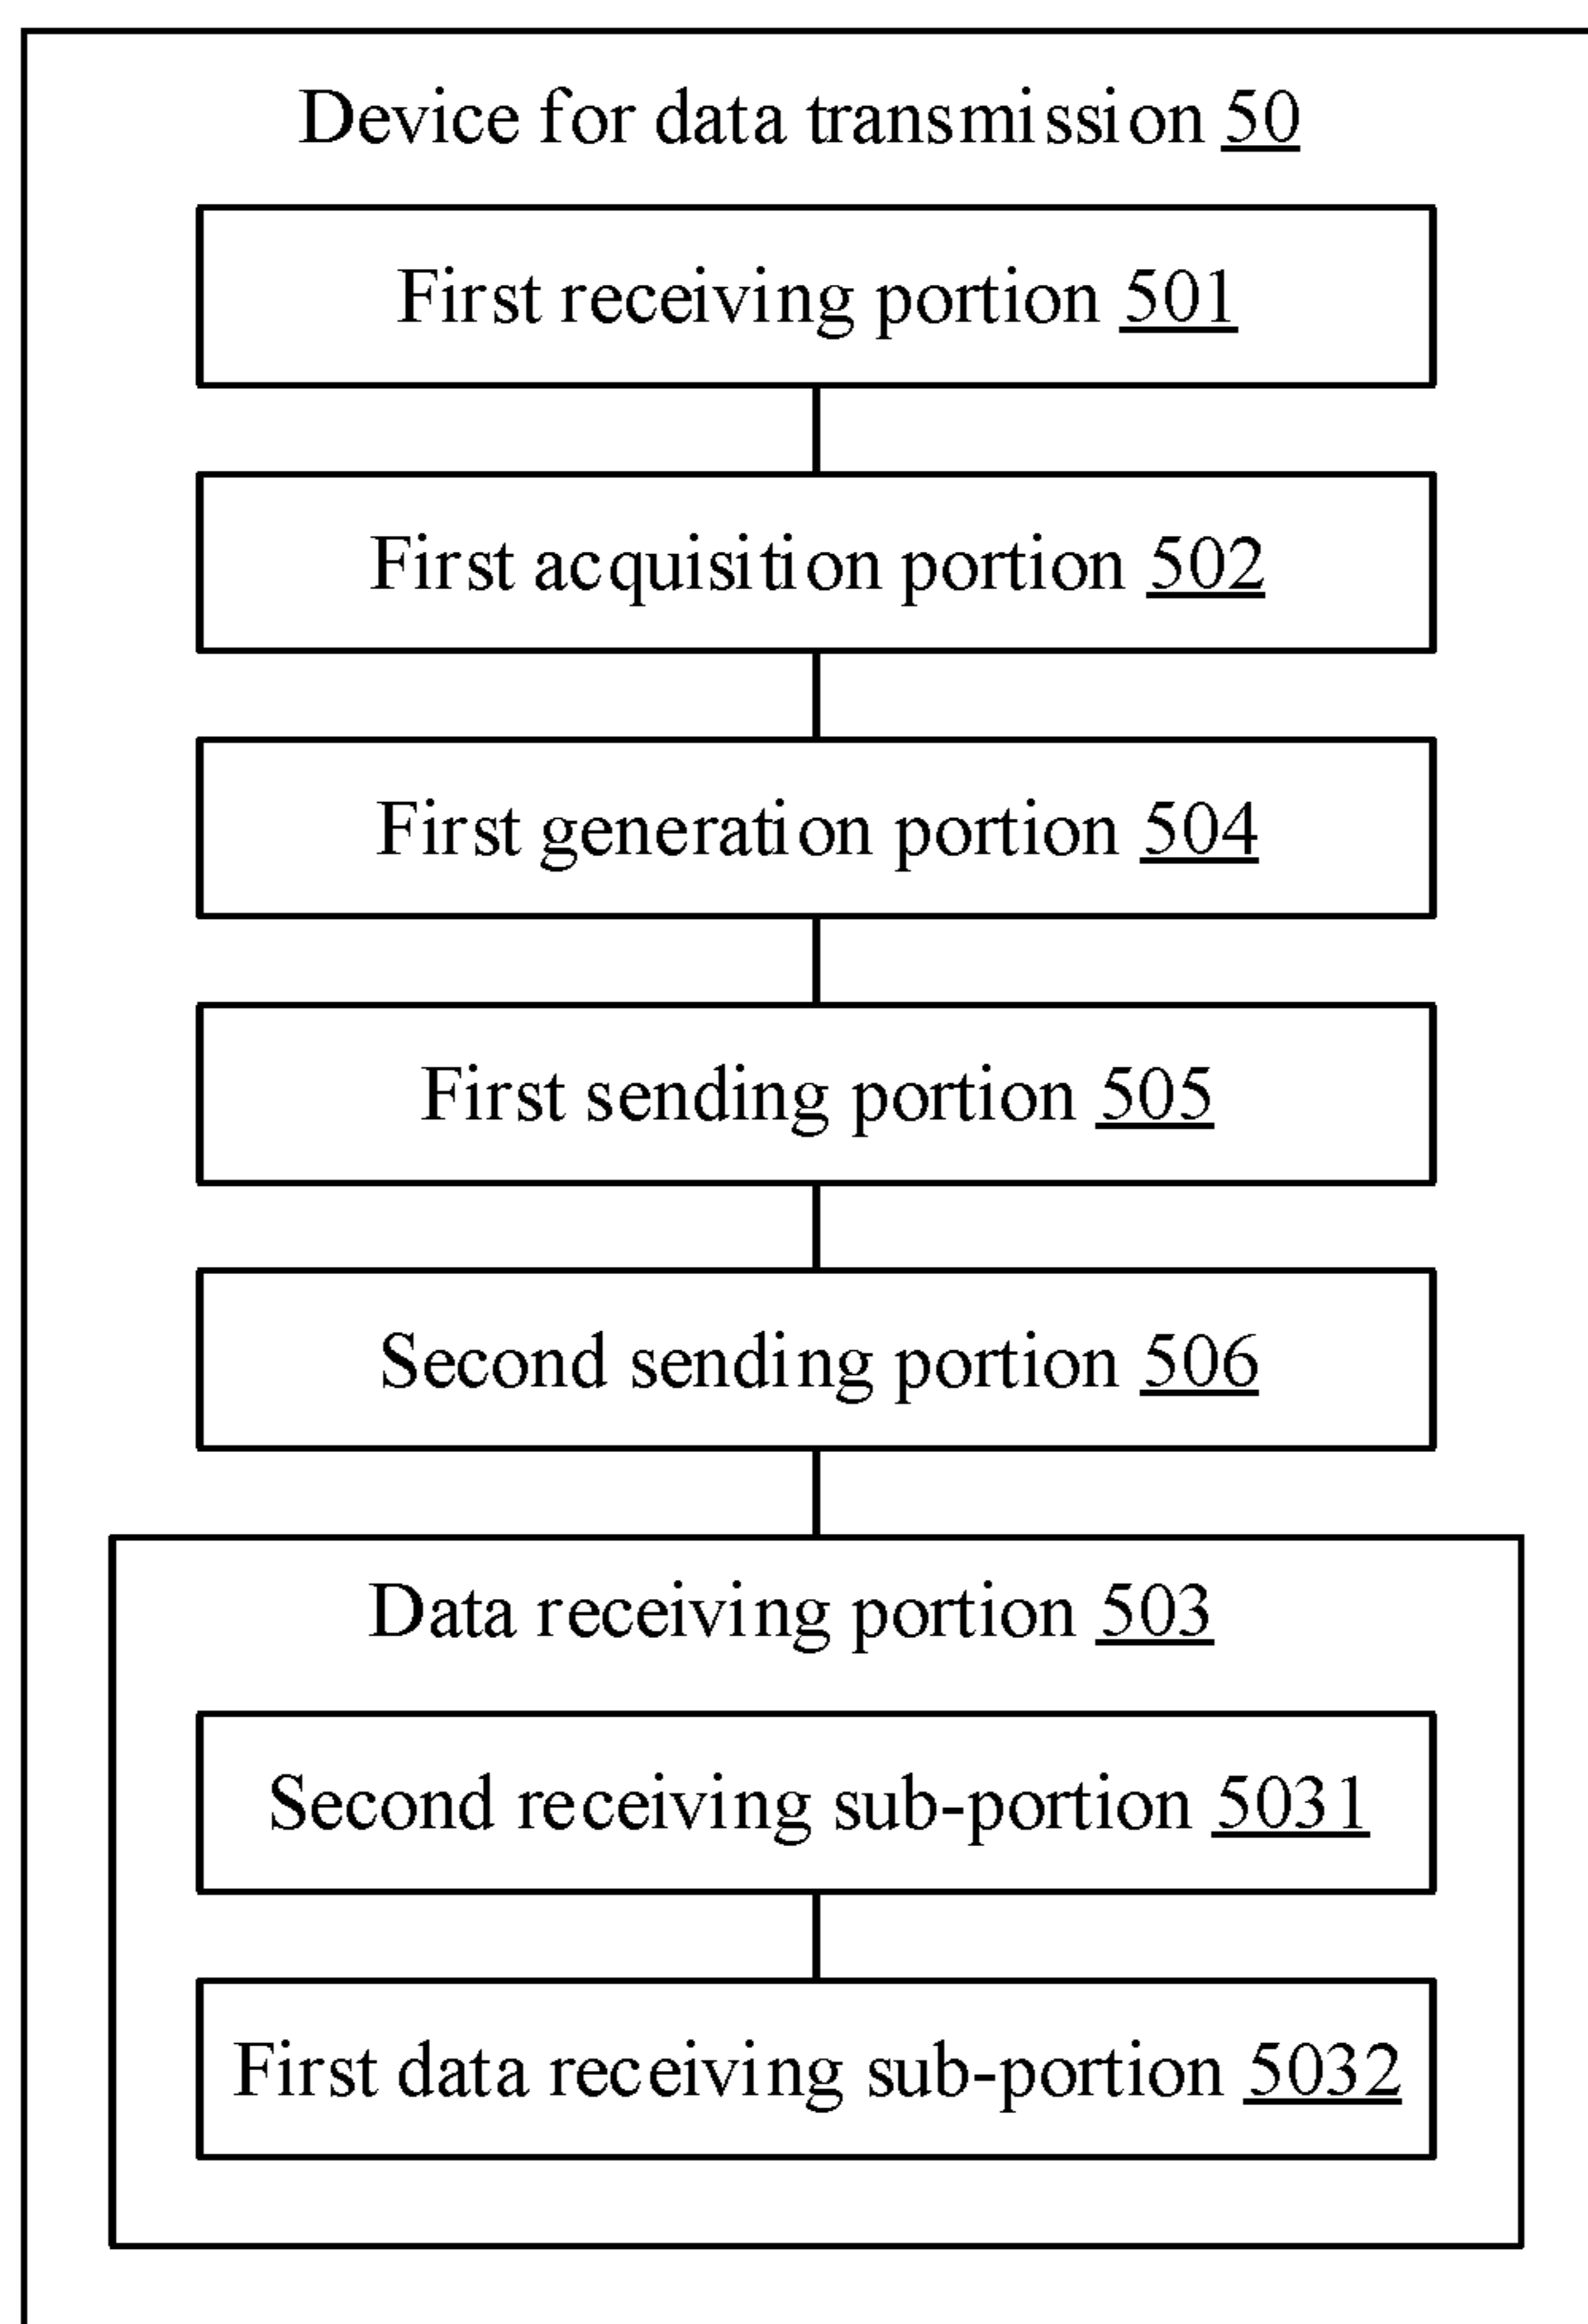 Device for data transmission 50
First receiving portion 501
First acquisition portion 502
First generation portion 504
First sending portion 505
Second sending portion 506
Data receiving portion 503
Second receiving sub-portion 5031
First data receiving sub-portion 5032